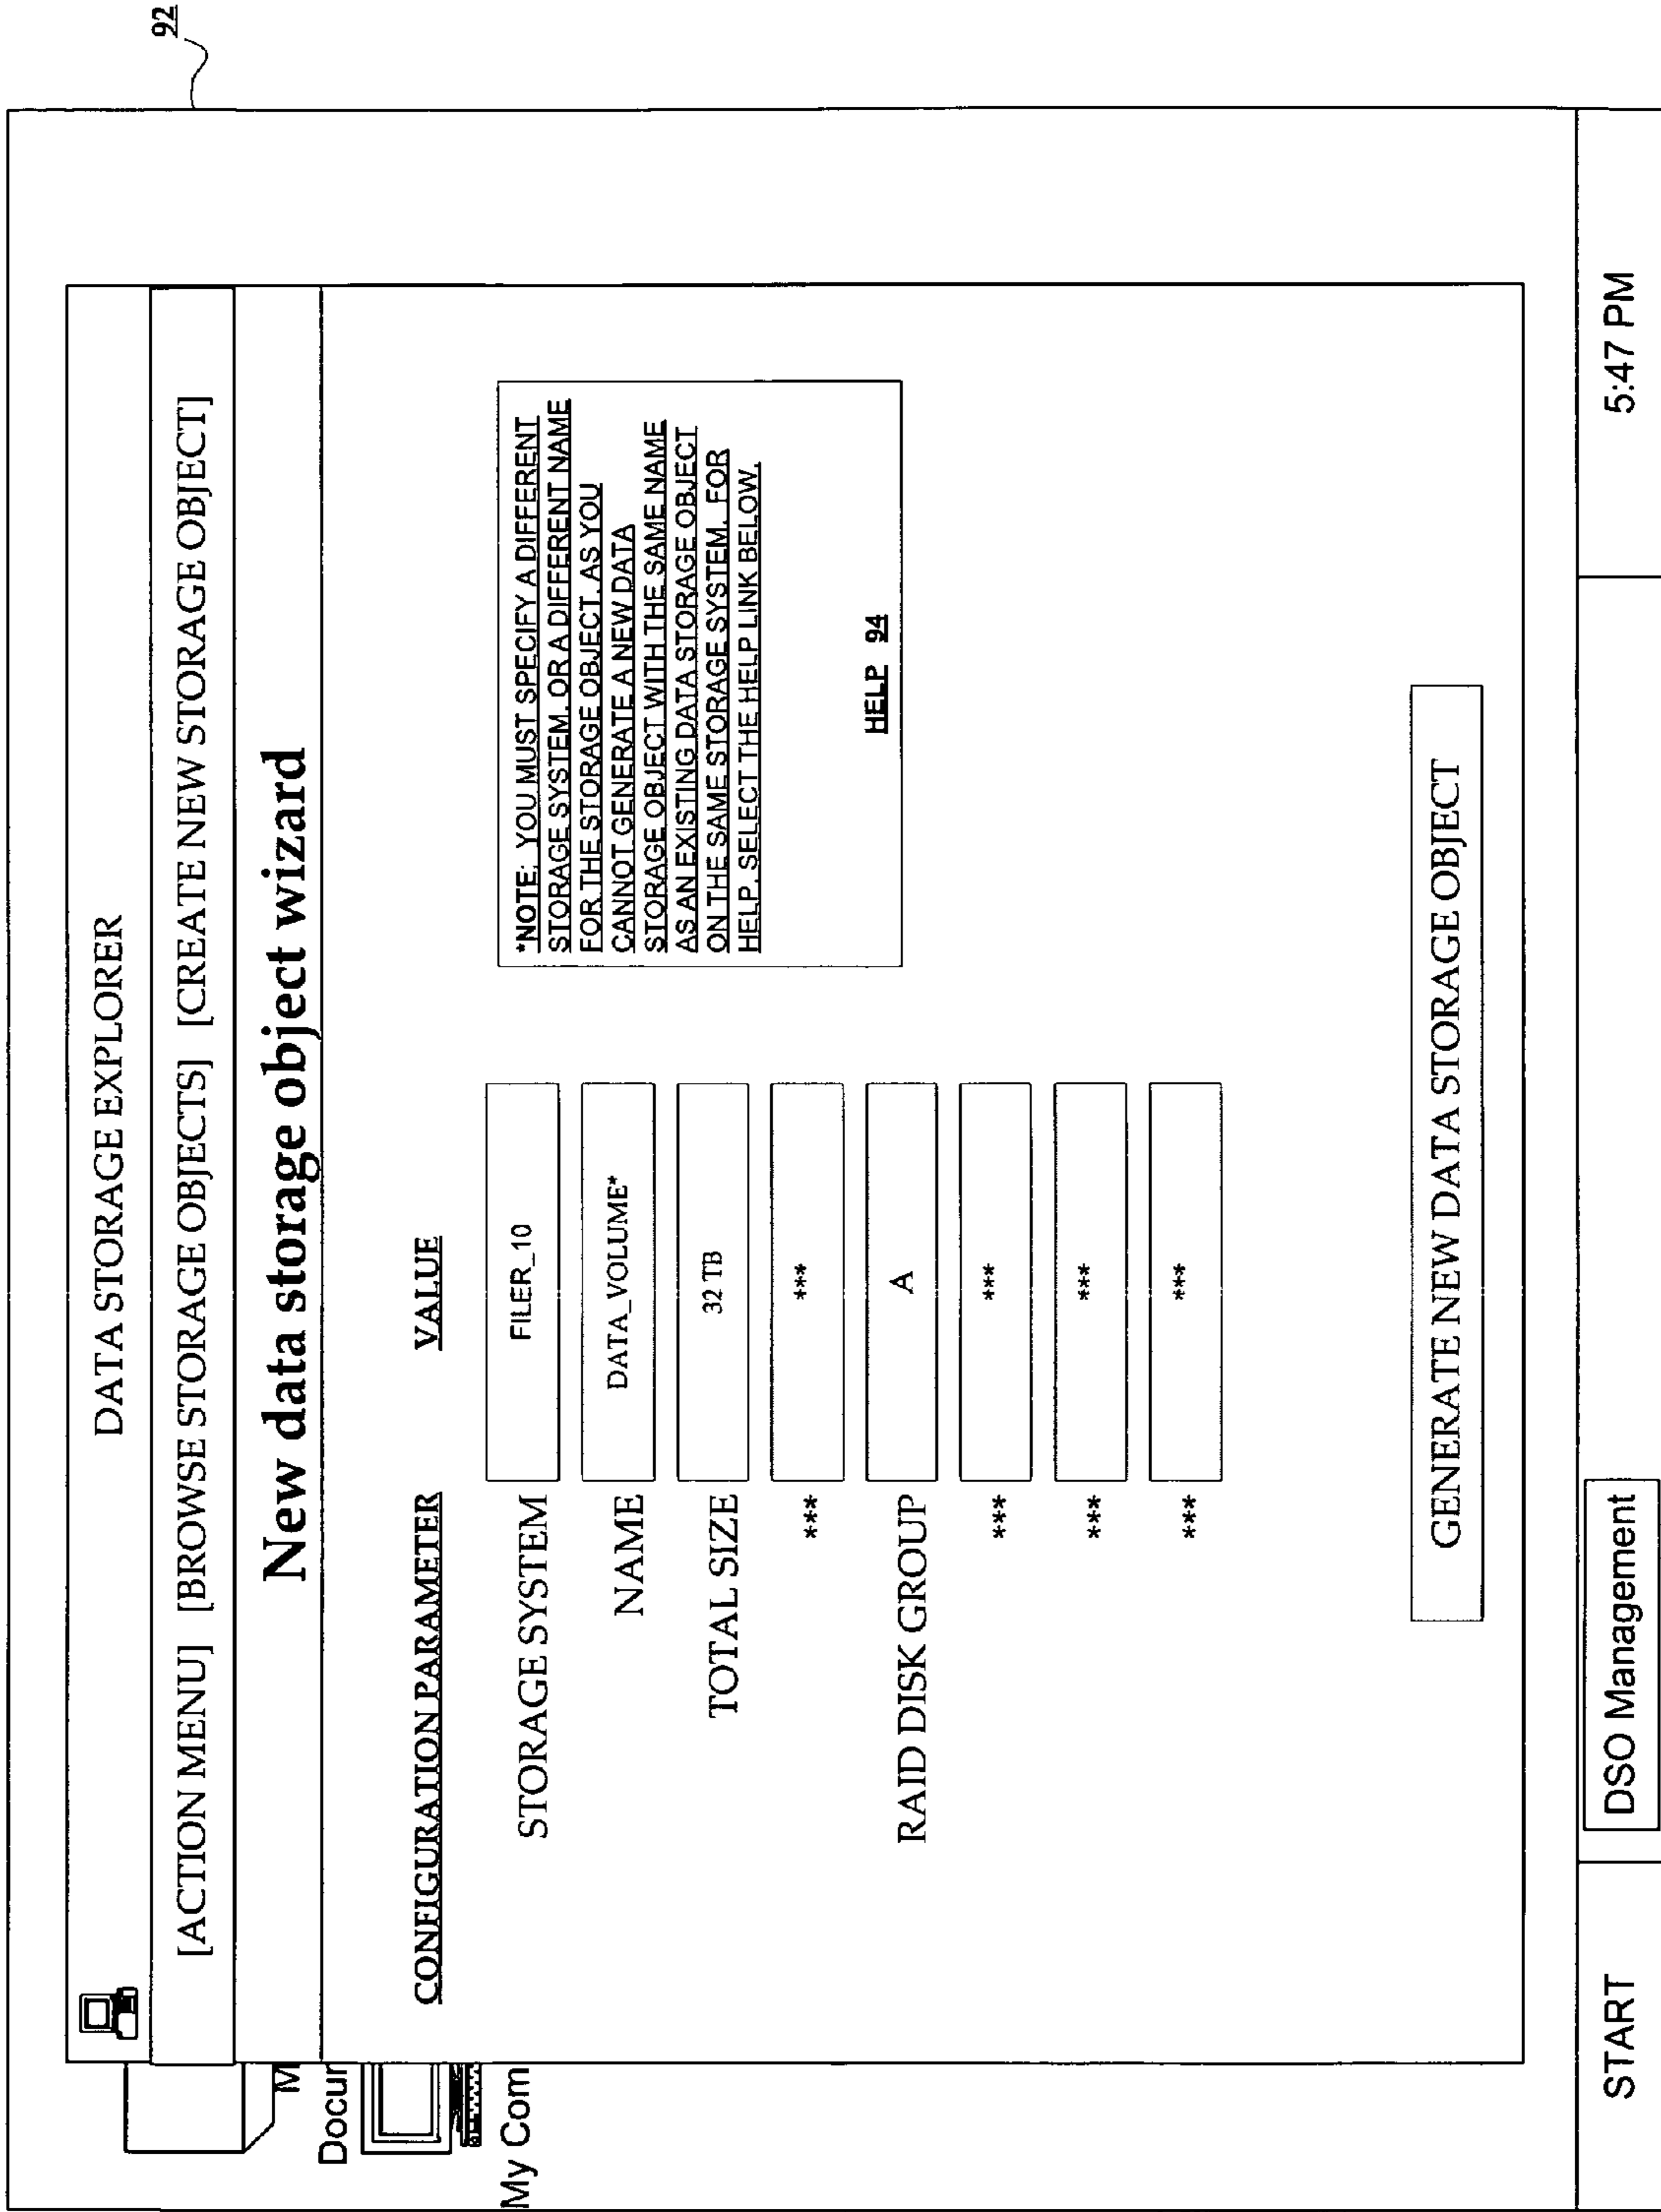 92
DATA STORAGE EXPLORER
[ACTION MENU] [BROWSE STORAGE OBJECTS] [CREATE NEW STORAGE OBJECT]
New data storage object wizard
M
Docur
My Com
CONFIGURATION PARAMETER VALUE
STORAGE SYSTEM FILER_10
NAME DATA_VOLUME*
TOTAL SIZE 32 TB
*** ***
RAID DISK GROUP A
*** ***
*** ***
*** ***
*NOTE: YOU MUST SPECIFY A DIFFERENT
STORAGE SYSTEM, OR A DIFFERENT NAME
FOR THE STORAGE OBJECT, AS YOU
CANNOT GENERATE A NEW DATA
STORAGE OBJECT WITH THE SAME NAME
AS AN EXISTING DATA STORAGE OBJECT
ON THE SAME STORAGE SYSTEM. FOR
HELP, SELECT THE HELP LINK BELOW.
HELP 94
GENERATE NEW DATA STORAGE OBJECT
START DSO Management 5:47 PM